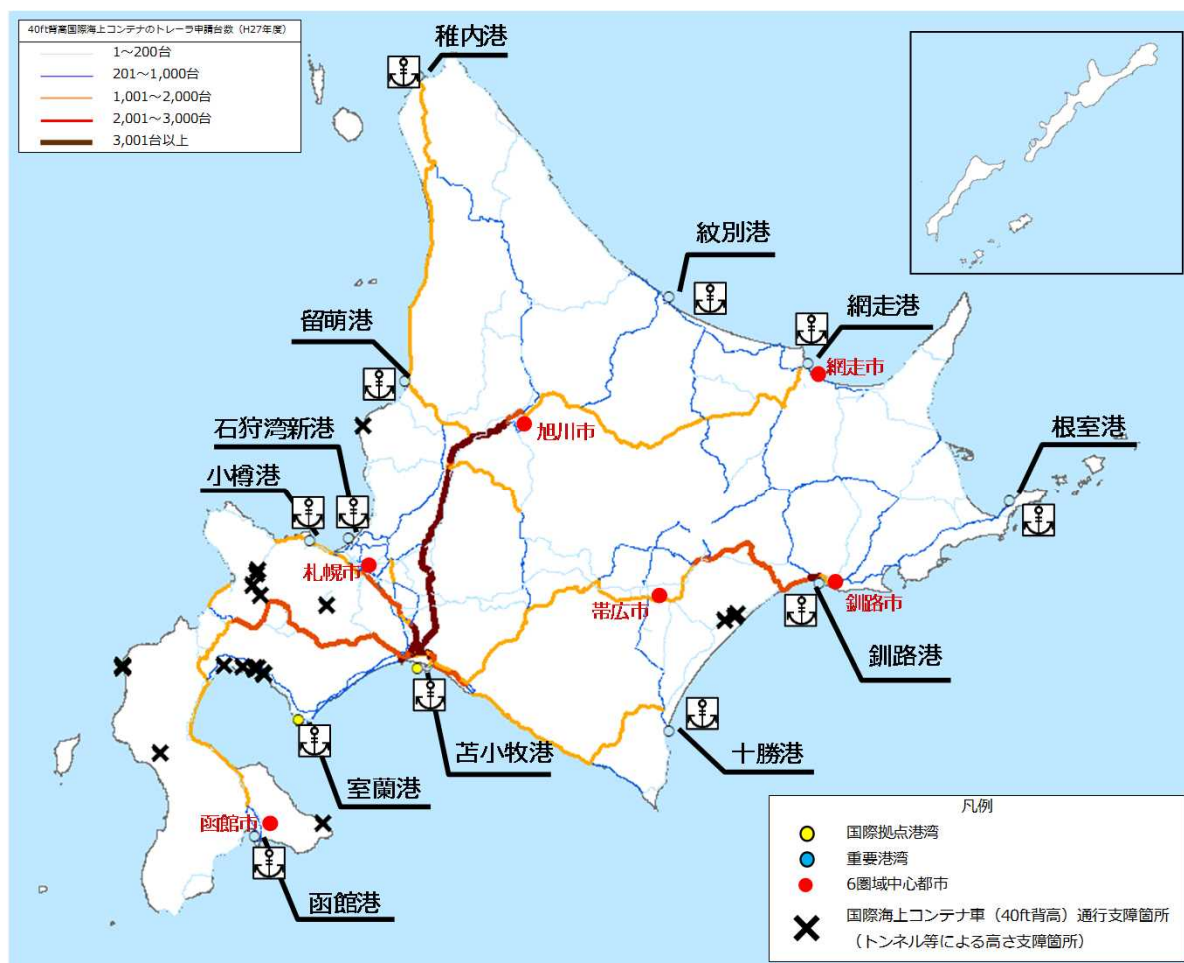 40ft背高国際海上コンテナのトレーラ申請台数（H27年度）
1～200台
201～1,000台
1,001～2,000台
2,001～3,000台
3,001台以上
稚内港
紋別港
網走港
網走市
留萌港
旭川市
石狩湾新港
小樽港
根室港
札幌市
帯広市
釧路市
釧路港
苫小牧港
十勝港
室蘭港
函館市
函館港
凡例
国際拠点港湾
重要港湾
6圏域中心都市
国際海上コンテナ車（40ft背高）通行支障箇所
（トンネル等による高さ支障箇所）